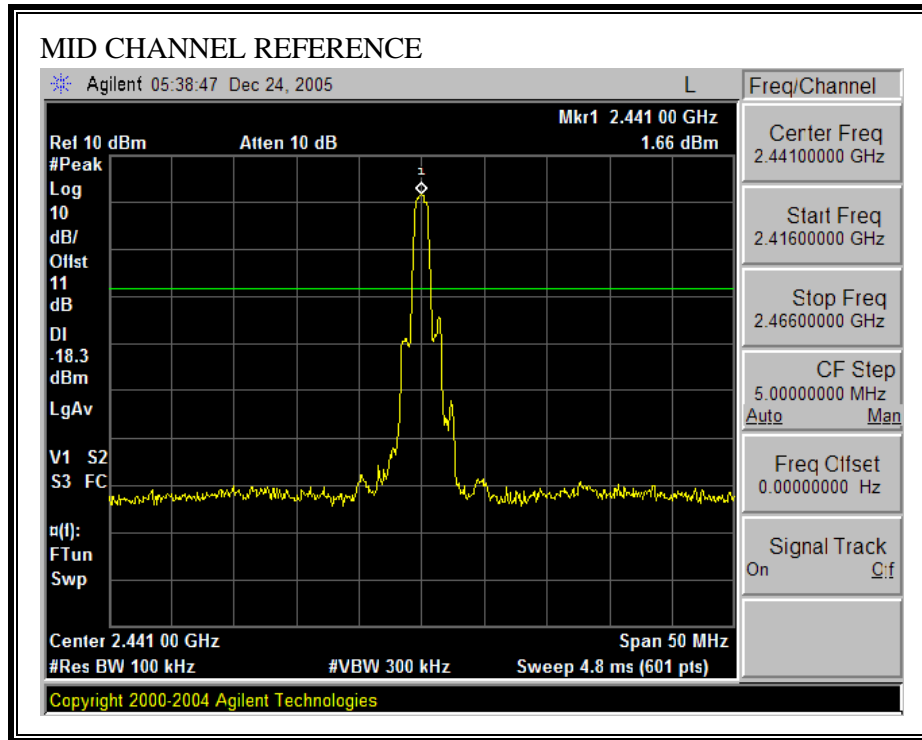 MID CHANNEL REFERENCE
Agilent 05:38:47 Dec 24, 2005 L
Freq/Channel
Mkr1 2.441 00 GHz
Ref 10 dBm Atten 10 dB 1.66 dBm
#Peak
Log
10
dB/
Offst
11
dB
DI
-18.3
dBm
LgAv
V1 S2
S3 FC
¤(f):
FTun
Swp
1
Center 2.441 00 GHz Span 50 MHz
#Res BW 100 kHz #VBW 300 kHz Sweep 4.8 ms (601 pts)
Copyright 2000-2004 Agilent Technologies
Center Freq
2.44100000 GHz
Start Freq
2.41600000 GHz
Stop Freq
2.46600000 GHz
CF Step
5.00000000 MHz
Auto Man
Freq Offset
0.00000000 Hz
Signal Track
On Off